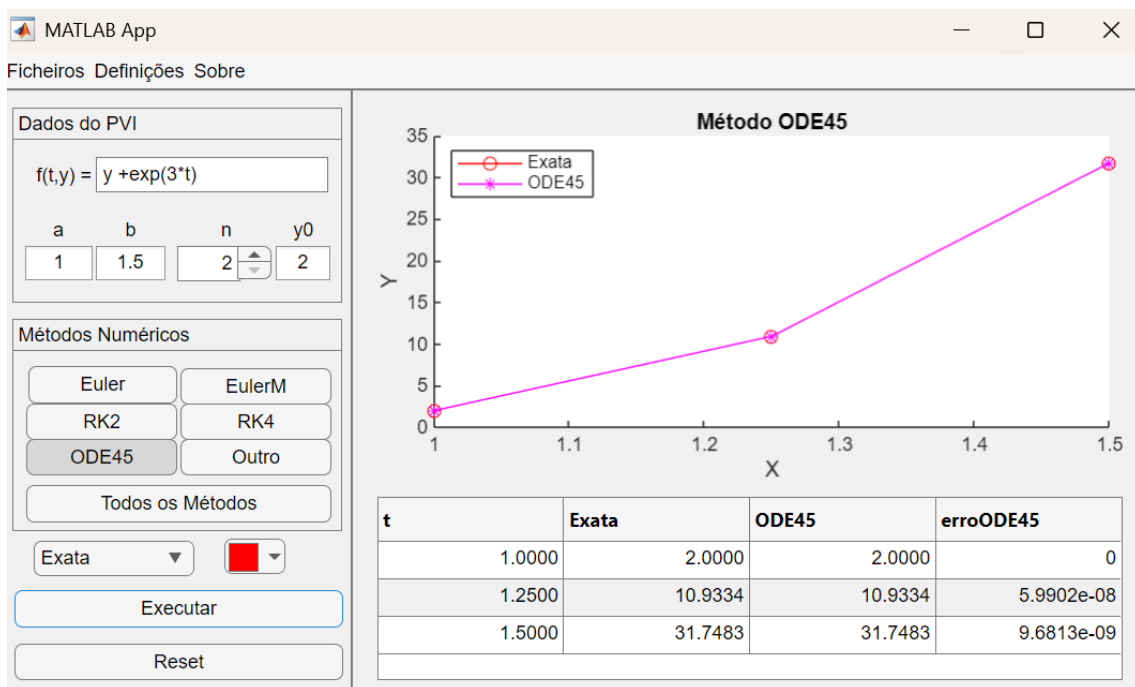 MATLAB App
Ficheiros Definições Sobre
Dados do PVI
f(t,y) = y +exp(3*t)
a b n y0
1 1.5 2 2
Métodos Numéricos
Euler EulerM
RK2 RK4
ODE45 Outro
Todos os Métodos
Exata
Executar
Reset
Método ODE45
Exata
ODE45
35
30
25
20
15
10
5
0
Y
1 1.1 1.2 1.3 1.4 1.5
X
t Exata ODE45 erroODE45
1.0000 2.0000 2.0000 0
1.2500 10.9334 10.9334 5.9902e-08
1.5000 31.7483 31.7483 9.6813e-09